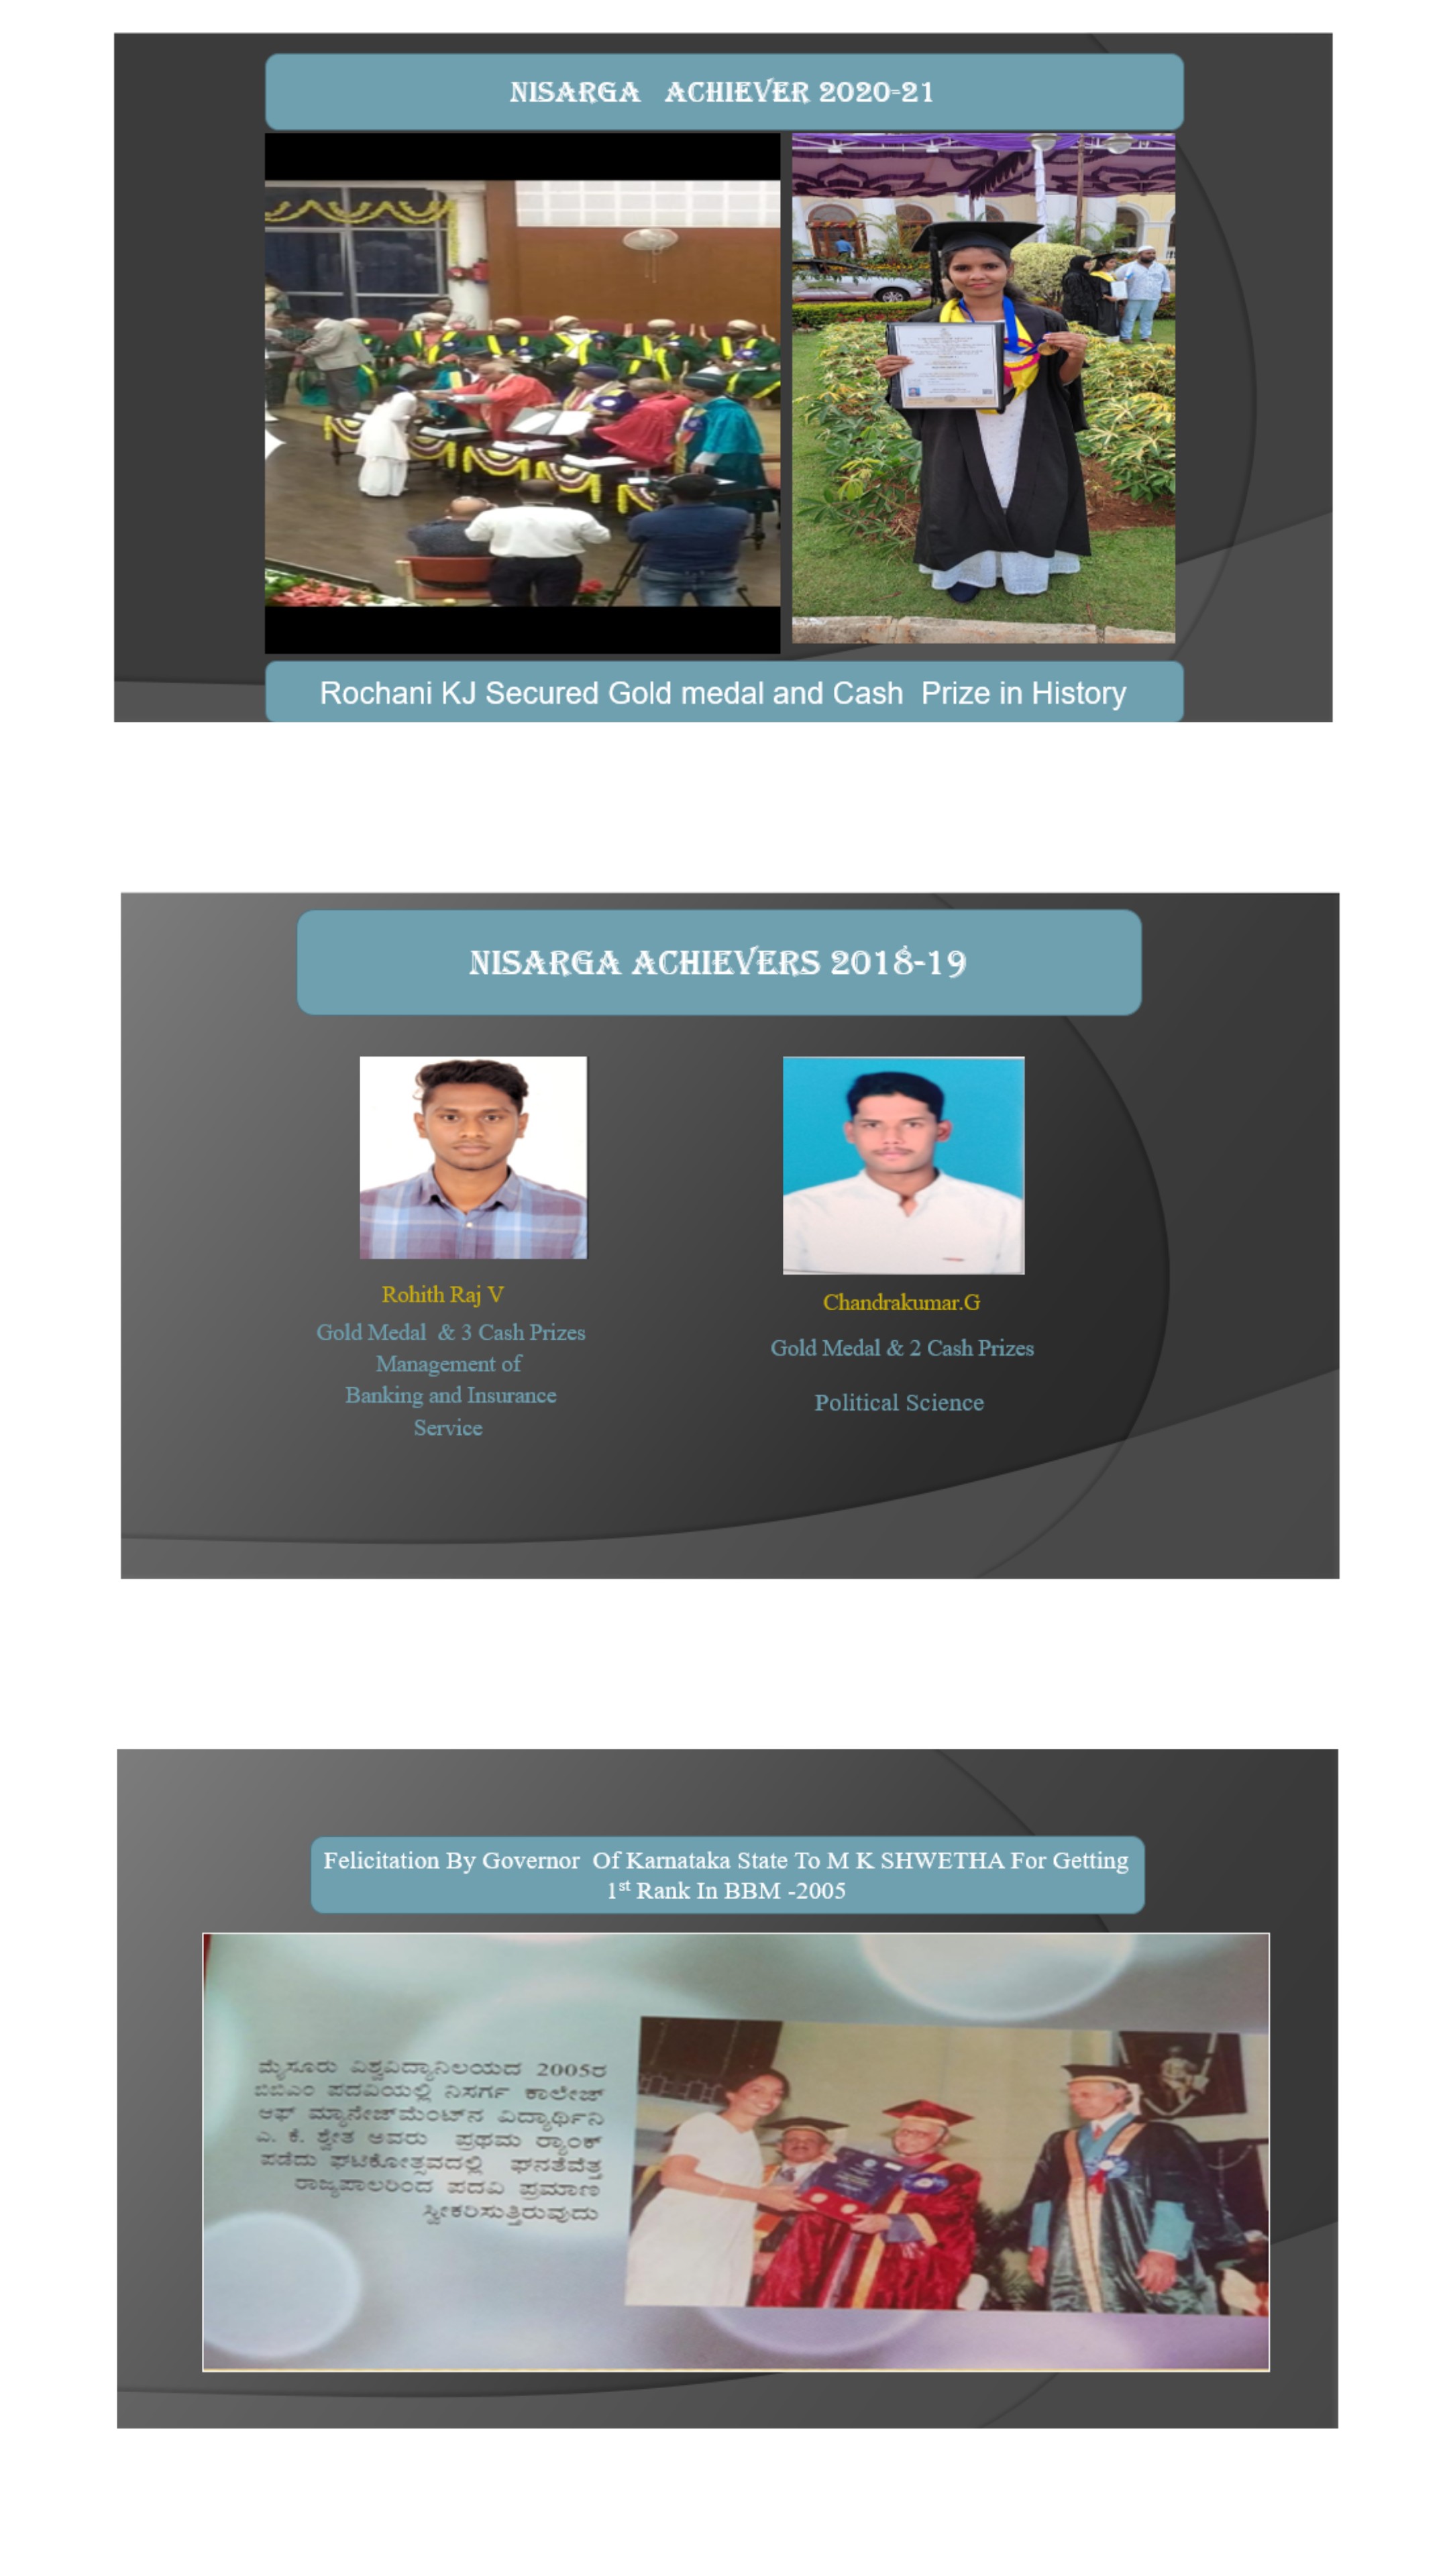 NISARGA ACHIEVER 2020-21
Rochani KJ Secured Gold medal and Cash Prize in History
NISARGA ACHIEVERS 2018-19
Rohith Raj V
Gold Medal & 3 Cash Prizes
Management of
Banking and Insurance
Service
Chandrakumar.G
Gold Medal & 2 Cash Prizes
Political Science
Felicitation By Governor Of Karnataka State To M K SHWETHA For Getting
1st Rank In BBM -2005
ಮೈಸೂರು ವಿಶ್ವವಿದ್ಯಾನಿಲಯದ 2005ರ
ಬಿಬಿಎಂ ಪದವಿಯಲ್ಲಿ ನಿಸರ್ಗ ಕಾಲೇಜ್
ಆಫ್ ಮ್ಯಾನೇಜ್‌ಮೆಂಟ್‌ನ ವಿದ್ಯಾರ್ಥಿನಿ
ಎ. ಕೆ. ಶ್ವೇತ ಅವರು ಪ್ರಥಮ ರ್‍ಯಾಂಕ್
ಪಡೆದು ಘಟಿಕೋತ್ಸವದಲ್ಲಿ ಘನತೆವೆತ್ತ
ರಾಜ್ಯಪಾಲರಿಂದ ಪದವಿ ಪ್ರಮಾಣ
ಸ್ವೀಕರಿಸುತ್ತಿರುವುದು